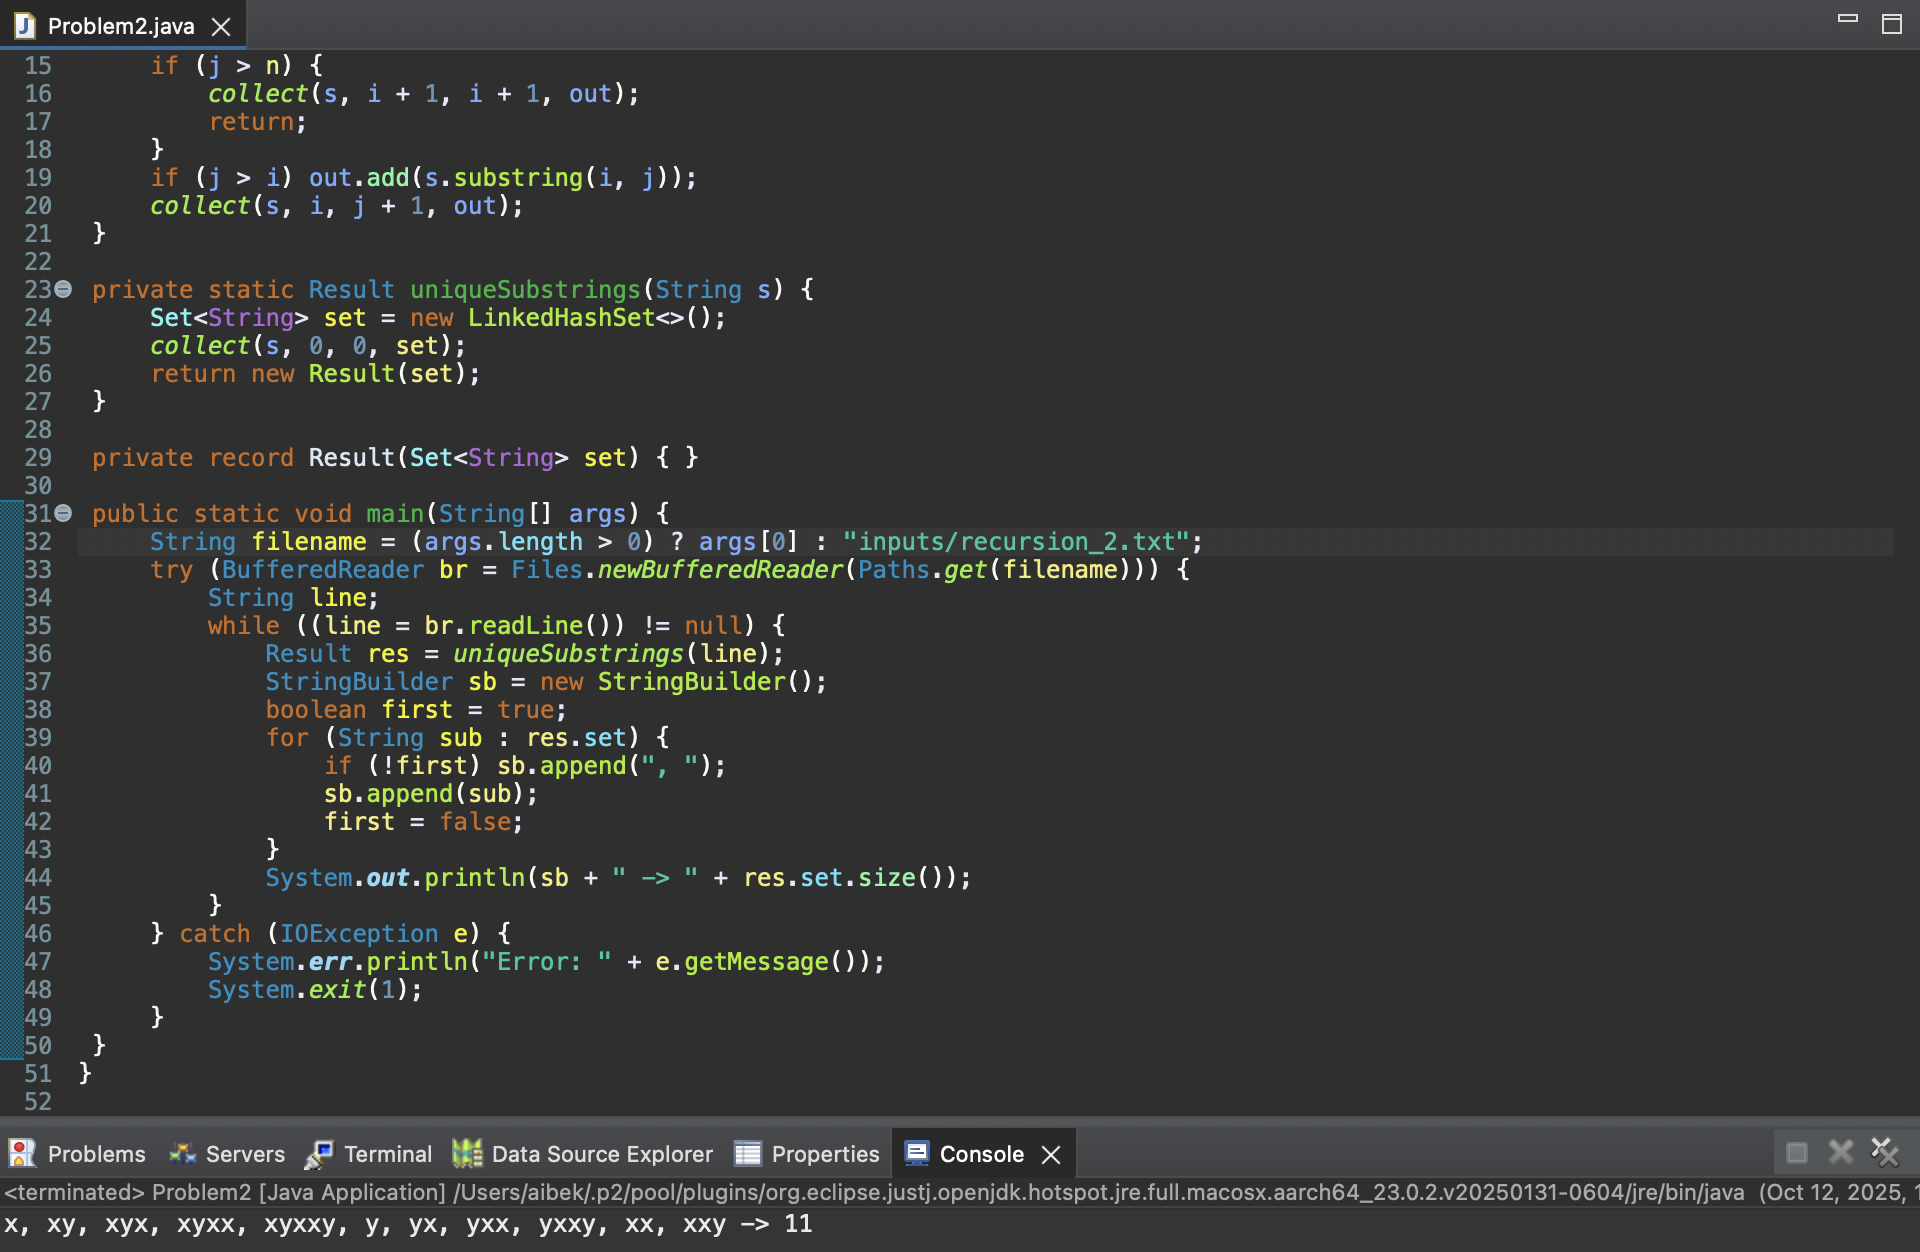 Problem2.java
15 if (j > n) {
16 collect(s, i + 1, i + 1, out);
17 return;
18 }
19 if (j > i) out.add(s.substring(i, j));
20 collect(s, i, j + 1, out);
21 }
22
23 private static Result uniqueSubstrings(String s) {
24 Set<String> set = new LinkedHashSet<>();
25 collect(s, 0, 0, set);
26 return new Result(set);
27 }
28
29 private record Result(Set<String> set) { }
30
31 public static void main(String[] args) {
32 String filename = (args.length > 0) ? args[0] : "inputs/recursion_2.txt";
33 try (BufferedReader br = Files.newBufferedReader(Paths.get(filename))) {
34 String line;
35 while ((line = br.readLine()) != null) {
36 Result res = uniqueSubstrings(line);
37 StringBuilder sb = new StringBuilder();
38 boolean first = true;
39 for (String sub : res.set) {
40 if (!first) sb.append(", ");
41 sb.append(sub);
42 first = false;
43 }
44 System.out.println(sb + " -> " + res.set.size());
45 }
46 } catch (IOException e) {
47 System.err.println("Error: " + e.getMessage());
48 System.exit(1);
49 }
50 }
51 }
52
Problems Servers Terminal Data Source Explorer Properties Console
<terminated> Problem2 [Java Application] /Users/aibek/.p2/pool/plugins/org.eclipse.justj.openjdk.hotspot.jre.full.macosx.aarch64_23.0.2.v20250131-0604/jre/bin/java (Oct 12, 2025,
x, xy, xyx, xyxx, xyxxy, y, yx, yxx, yxxy, xx, xxy -> 11